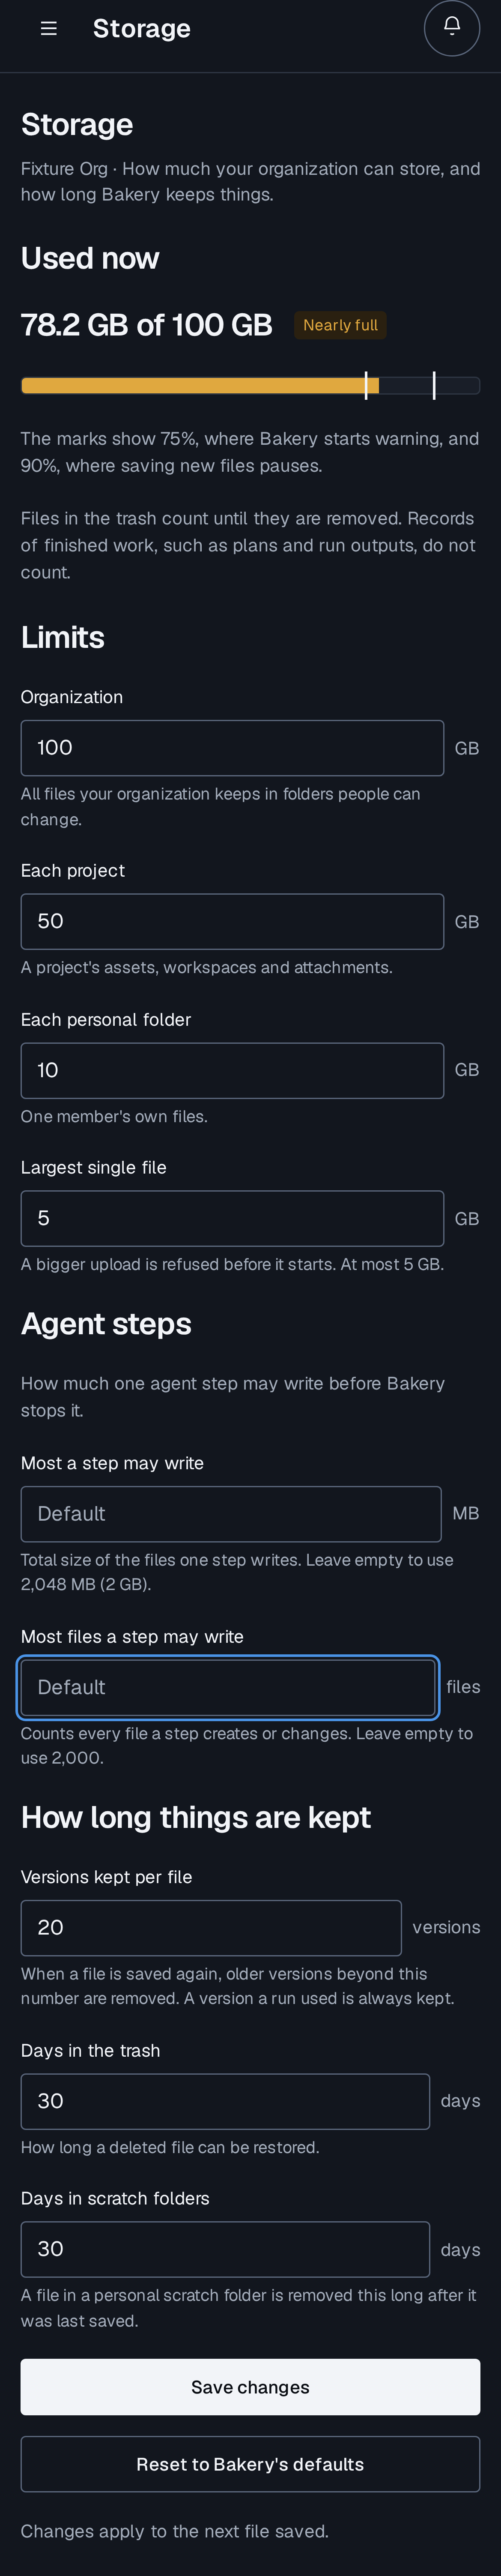 Storage
Storage
Fixture Org · How much your organization can store, and
how long Bakery keeps things.
Used now
78.2 GB of 100 GB
Nearly full
The marks show 75%, where Bakery starts warning, and
90%, where saving new files pauses.
Files in the trash count until they are removed. Records
of finished work, such as plans and run outputs, do not
count.
Limits
Organization
100
GB
All files your organization keeps in folders people can
change.
Each project
50
GB
A project's assets, workspaces and attachments.
Each personal folder
10
GB
One member's own files.
Largest single file
5
GB
A bigger upload is refused before it starts. At most 5 GB.
Agent steps
How much one agent step may write before Bakery
stops it.
Most a step may write
Default
MB
Total size of the files one step writes. Leave empty to use
2,048 MB (2 GB).
Most files a step may write
Default
files
Counts every file a step creates or changes. Leave empty to
use 2,000.
How long things are kept
Versions kept per file
20
versions
When a file is saved again, older versions beyond this
number are removed. A version a run used is always kept.
Days in the trash
30
days
How long a deleted file can be restored.
Days in scratch folders
30
days
A file in a personal scratch folder is removed this long after it
was last saved.
Save changes
Reset to Bakery's defaults
Changes apply to the next file saved.